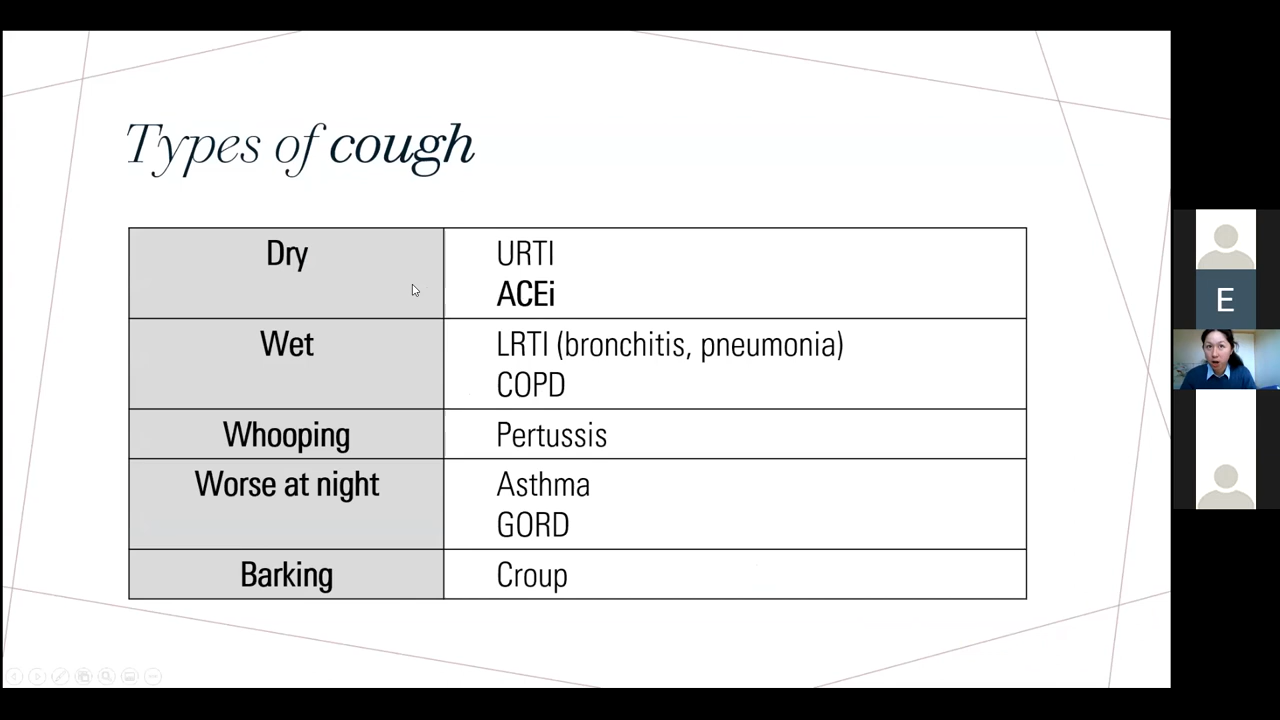 Types of cough
Dry
URTI
ACEi
Wet
LRTI (bronchitis, pneumonia)
COPD
Whooping
Pertussis
Worse at night
Asthma
GORD
Barking
Croup
E